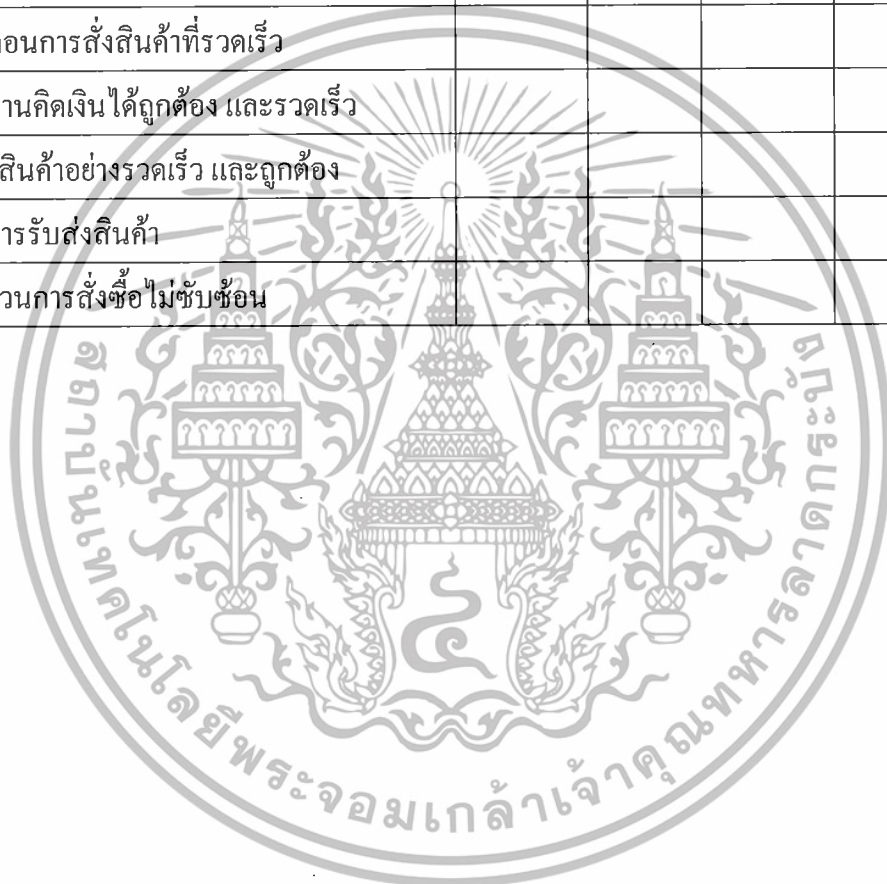 อนการสั่งสินค้าที่รวดเร็ว
านคิดเงินได้ถูกต้อง และรวดเร็ว
สินค้าอย่างรวดเร็ว และถูกต้อง
ารรับส่งสินค้า
วนการสั่งซื้อไม่ซับซ้อน
สถาบันเทคโนโลยีพระจอมเกล้าเจ้าคุณทหารลาดกระบัง
๔